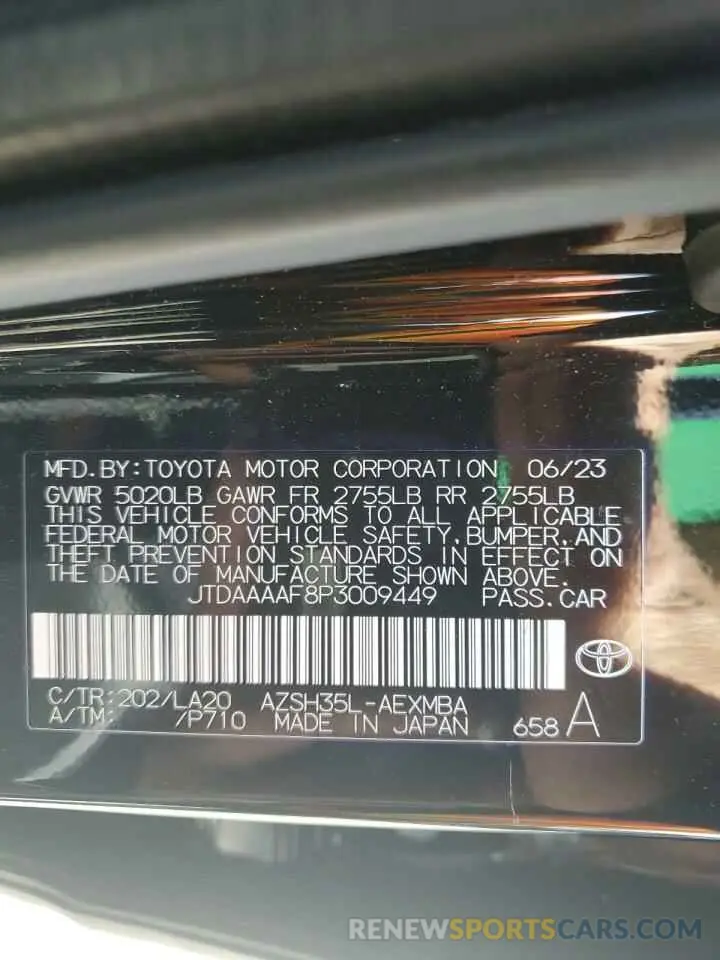 MFD.BY:TOYOTA MOTOR CORPORATION 06/23
GVWR 5020LB GAWR FR 2755LB RR 2755LB
THIS VEHICLE CONFORMS TO ALL APPLICABLE
FEDERAL MOTOR VEHICLE SAFETY,BUMPER,AND
THEFT PREVENTION STANDARDS IN EFFECT ON
THE DATE OF MANUFACTURE SHOWN ABOVE.
JTDAAAAF8P3009449 PASS.CAR
C/TR:202/LA20 AZSH35L-AEXMBA
A/TM: /P710 MADE IN JAPAN 658 A
RENEWSPORTSCARS.COM